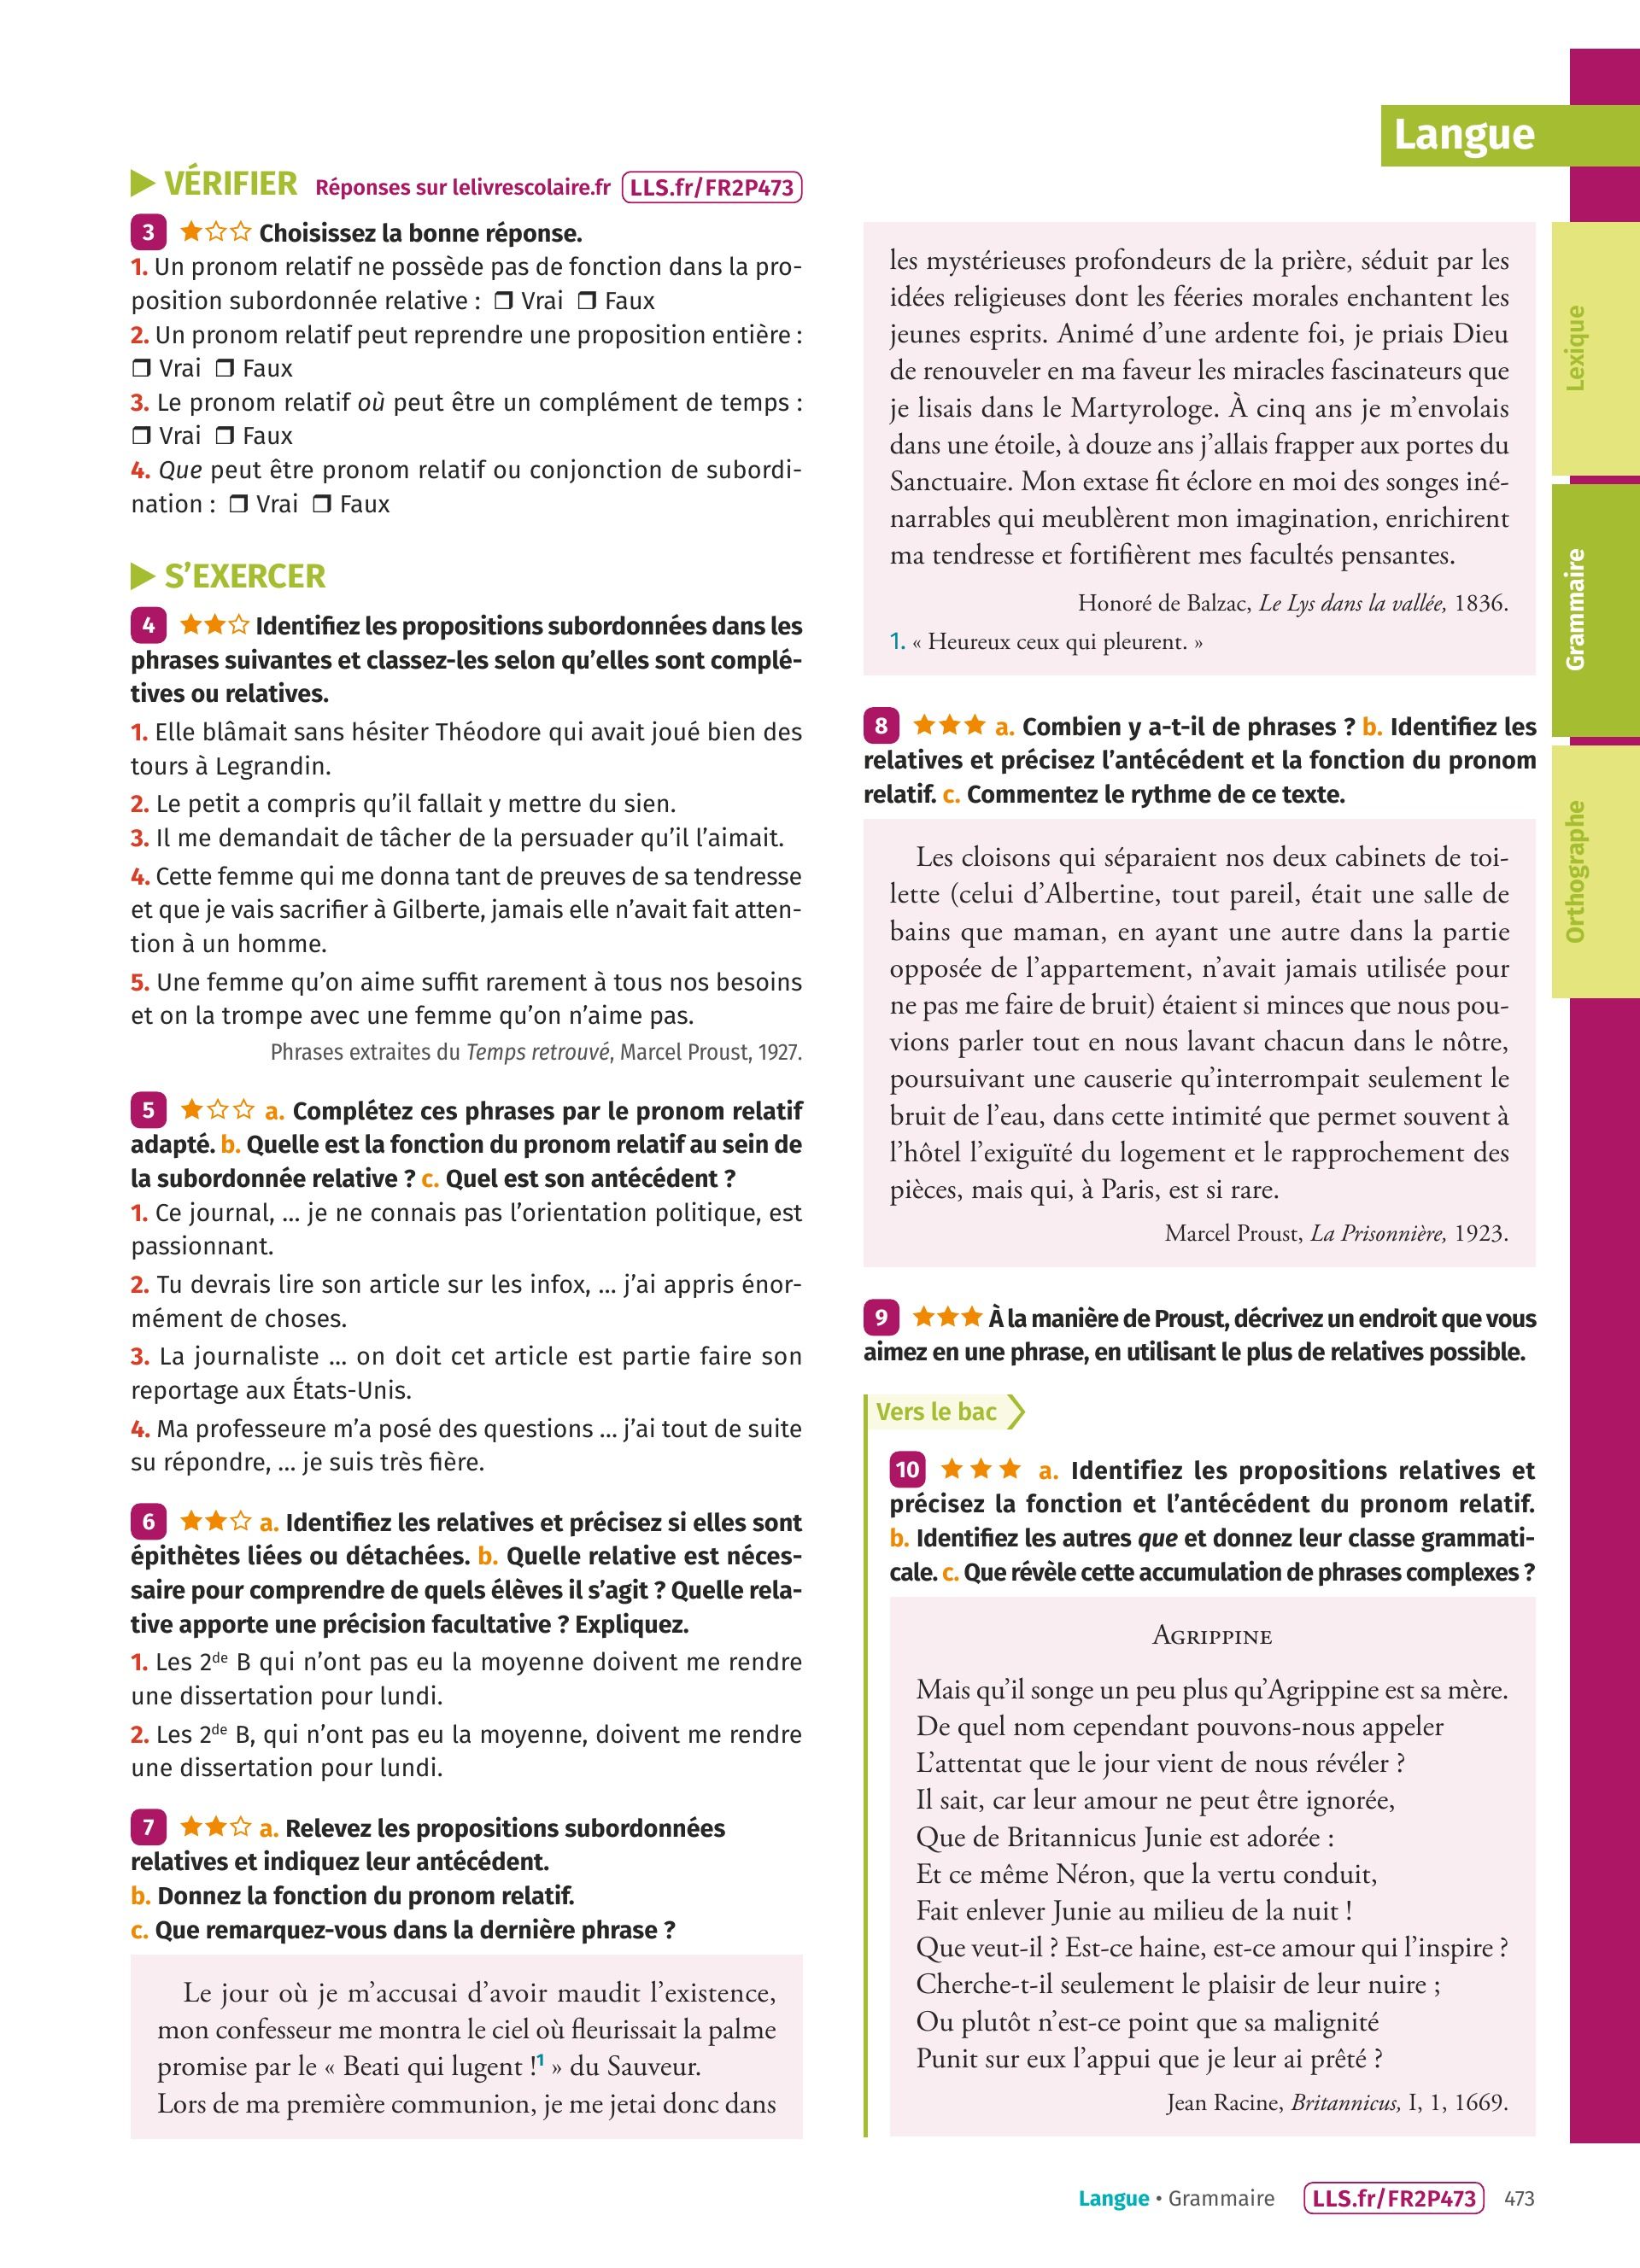 Langue
▶ VÉRIFIER Réponses sur lelivrescolaire.fr LLS.fr/FR2P473
3 ★☆☆ Choisissez la bonne réponse.
1. Un pronom relatif ne possède pas de fonction dans la pro-
position subordonnée relative : ❒ Vrai ❒ Faux
2. Un pronom relatif peut reprendre une proposition entière :
❒ Vrai ❒ Faux
3. Le pronom relatif où peut être un complément de temps :
❒ Vrai ❒ Faux
4. Que peut être pronom relatif ou conjonction de subordi-
nation : ❒ Vrai ❒ Faux
▶ S'EXERCER
4 ★★☆ Identifiez les propositions subordonnées dans les
phrases suivantes et classez-les selon qu'elles sont complé-
tives ou relatives.
1. Elle blâmait sans hésiter Théodore qui avait joué bien des
tours à Legrandin.
2. Le petit a compris qu'il fallait y mettre du sien.
3. Il me demandait de tâcher de la persuader qu'il l'aimait.
4. Cette femme qui me donna tant de preuves de sa tendresse
et que je vais sacrifier à Gilberte, jamais elle n'avait fait atten-
tion à un homme.
5. Une femme qu'on aime suffit rarement à tous nos besoins
et on la trompe avec une femme qu'on n'aime pas.
Phrases extraites du Temps retrouvé, Marcel Proust, 1927.
5 ★☆☆ a. Complétez ces phrases par le pronom relatif
adapté. b. Quelle est la fonction du pronom relatif au sein de
la subordonnée relative ? c. Quel est son antécédent ?
1. Ce journal, ... je ne connais pas l'orientation politique, est
passionnant.
2. Tu devrais lire son article sur les infox, ... j'ai appris énor-
mément de choses.
3. La journaliste ... on doit cet article est partie faire son
reportage aux États-Unis.
4. Ma professeure m'a posé des questions ... j'ai tout de suite
su répondre, ... je suis très fière.
6 ★★☆ a. Identifiez les relatives et précisez si elles sont
épithètes liées ou détachées. b. Quelle relative est néces-
saire pour comprendre de quels élèves il s'agit ? Quelle rela-
tive apporte une précision facultative ? Expliquez.
1. Les 2de B qui n'ont pas eu la moyenne doivent me rendre
une dissertation pour lundi.
2. Les 2de B, qui n'ont pas eu la moyenne, doivent me rendre
une dissertation pour lundi.
7 ★★☆ a. Relevez les propositions subordonnées
relatives et indiquez leur antécédent.
b. Donnez la fonction du pronom relatif.
c. Que remarquez-vous dans la dernière phrase ?
Le jour où je m'accusai d'avoir maudit l'existence,
mon confesseur me montra le ciel où fleurissait la palme
promise par le « Beati qui lugent !1 » du Sauveur.
Lors de ma première communion, je me jetai donc dans
les mystérieuses profondeurs de la prière, séduit par les
idées religieuses dont les féeries morales enchantent les
jeunes esprits. Animé d'une ardente foi, je priais Dieu
de renouveler en ma faveur les miracles fascinateurs que
je lisais dans le Martyrologe. À cinq ans je m'envolais
dans une étoile, à douze ans j'allais frapper aux portes du
Sanctuaire. Mon extase fit éclore en moi des songes iné-
narrables qui meublèrent mon imagination, enrichirent
ma tendresse et fortifièrent mes facultés pensantes.
Honoré de Balzac, Le Lys dans la vallée, 1836.
1. « Heureux ceux qui pleurent. »
8 ★★★ a. Combien y a-t-il de phrases ? b. Identifiez les
relatives et précisez l'antécédent et la fonction du pronom
relatif. c. Commentez le rythme de ce texte.
Les cloisons qui séparaient nos deux cabinets de toi-
lette (celui d'Albertine, tout pareil, était une salle de
bains que maman, en ayant une autre dans la partie
opposée de l'appartement, n'avait jamais utilisée pour
ne pas me faire de bruit) étaient si minces que nous pou-
vions parler tout en nous lavant chacun dans le nôtre,
poursuivant une causerie qu'interrompait seulement le
bruit de l'eau, dans cette intimité que permet souvent à
l'hôtel l'exiguïté du logement et le rapprochement des
pièces, mais qui, à Paris, est si rare.
Marcel Proust, La Prisonnière, 1923.
9 ★★★ À la manière de Proust, décrivez un endroit que vous
aimez en une phrase, en utilisant le plus de relatives possible.
Vers le bac
10 ★★★ a. Identifiez les propositions relatives et
précisez la fonction et l'antécédent du pronom relatif.
b. Identifiez les autres que et donnez leur classe grammati-
cale. c. Que révèle cette accumulation de phrases complexes ?
AGRIPPINE
Mais qu'il songe un peu plus qu'Agrippine est sa mère.
De quel nom cependant pouvons-nous appeler
L'attentat que le jour vient de nous révéler ?
Il sait, car leur amour ne peut être ignorée,
Que de Britannicus Junie est adorée :
Et ce même Néron, que la vertu conduit,
Fait enlever Junie au milieu de la nuit !
Que veut-il ? Est-ce haine, est-ce amour qui l'inspire ?
Cherche-t-il seulement le plaisir de leur nuire ;
Ou plutôt n'est-ce point que sa malignité
Punit sur eux l'appui que je leur ai prêté ?
Jean Racine, Britannicus, I, 1, 1669.
Lexique
Grammaire
Orthographe
Langue • Grammaire LLS.fr/FR2P473 473